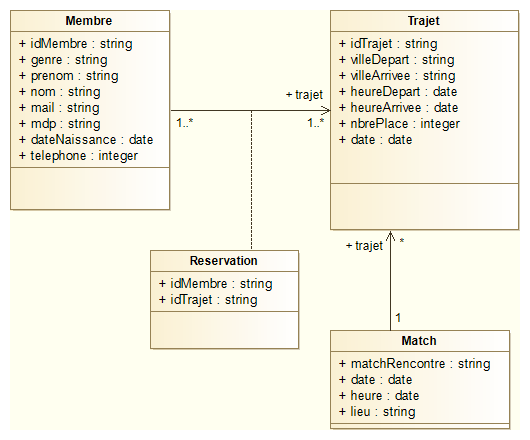 Membre
+ idMembre : string
+ genre : string
+ prenom : string
+ nom : string
+ mail : string
+ mdp : string
+ dateNaissance : date
+ telephone : integer
Trajet
+ idTrajet : string
+ villeDepart : string
+ villeArrivee : string
+ heureDepart : date
+ heureArrivee : date
+ nbrePlace : integer
+ date : date
+ trajet
1..*
1..*
Reservation
+ idMembre : string
+ idTrajet : string
+ trajet
*
1
Match
+ matchRencontre : string
+ date : date
+ heure : date
+ lieu : string